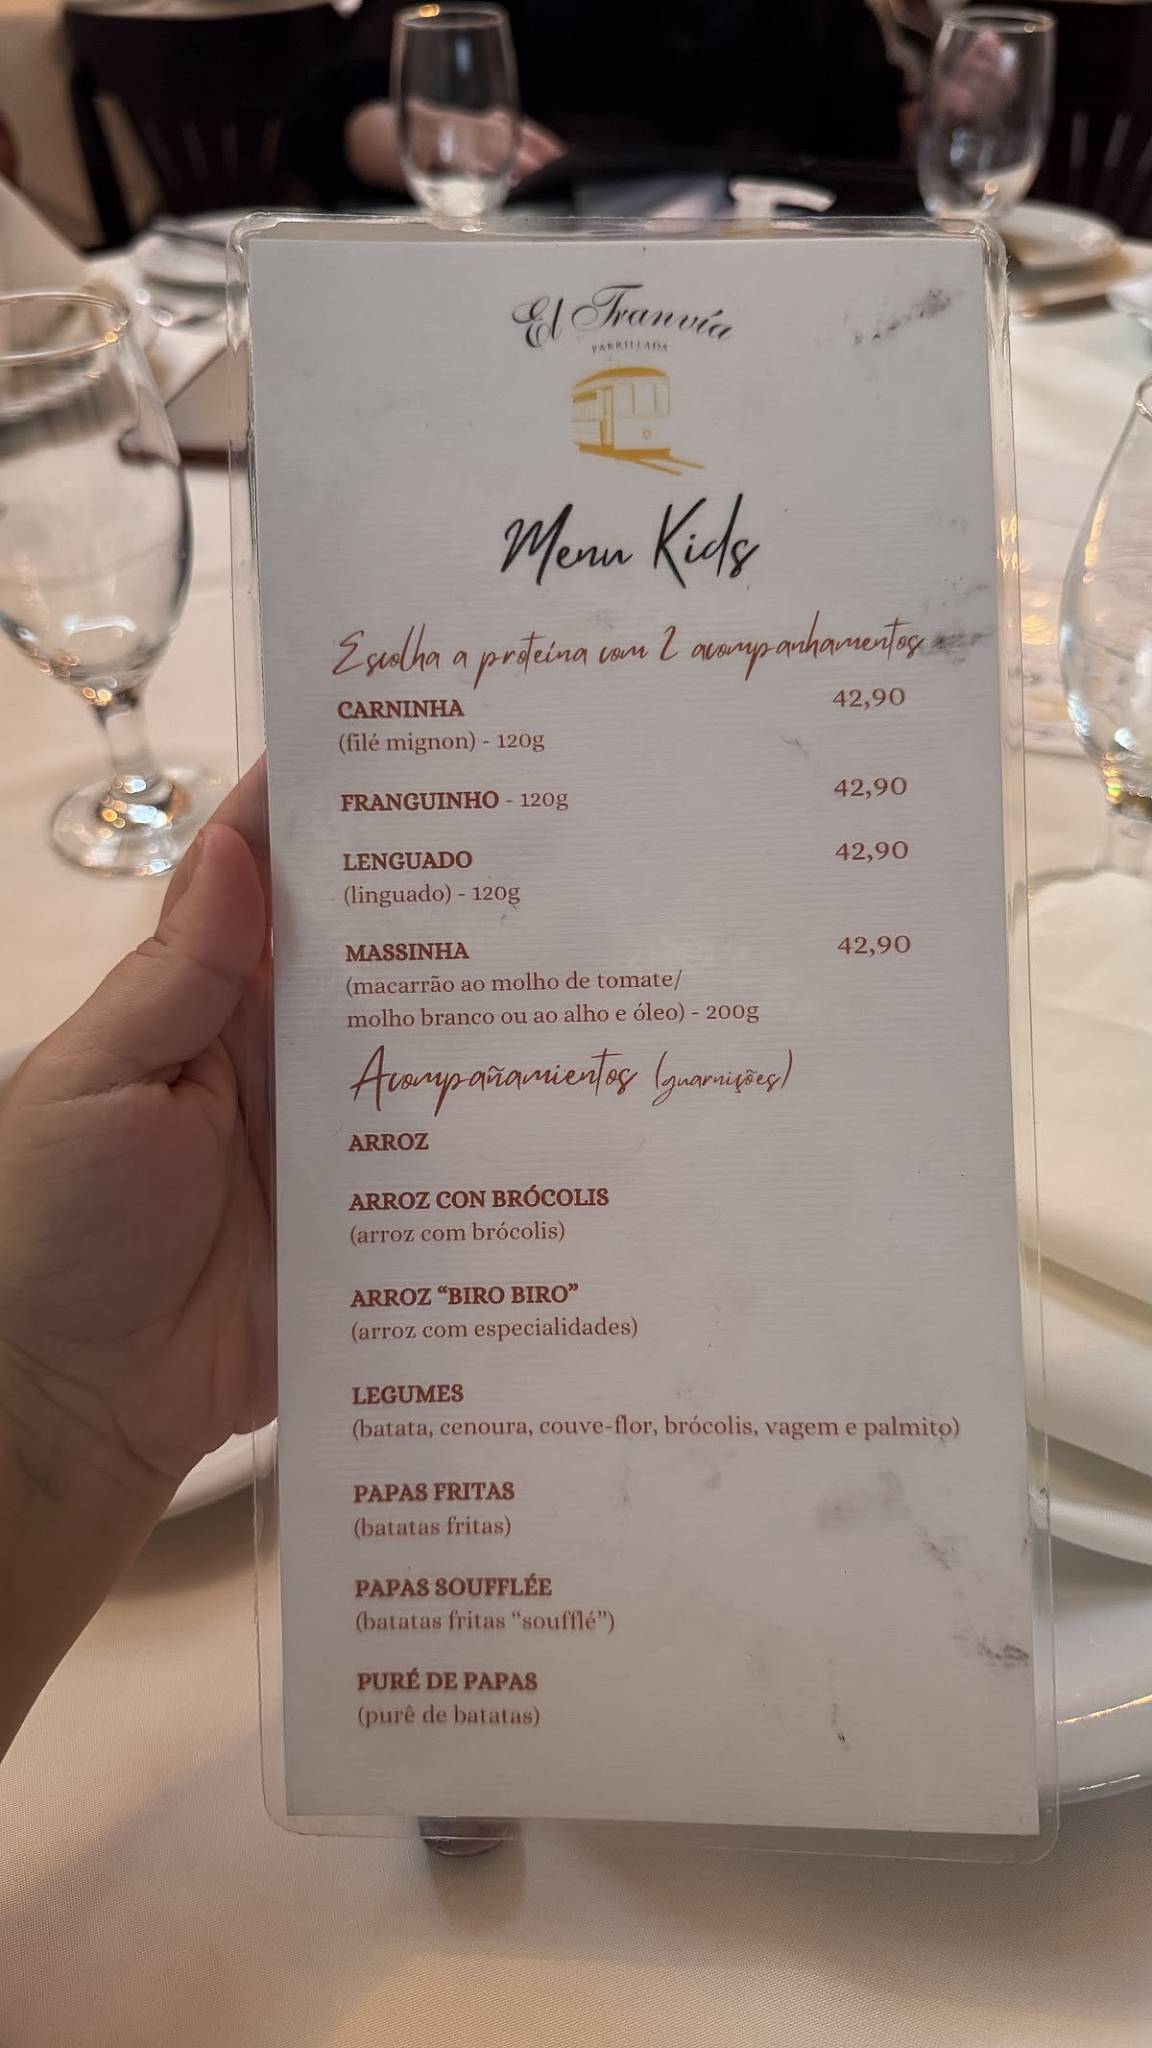 El Tranvía
PARRILLADA
Menu Kids
Escolha a proteína com 2 acompanhamentos
CARNINHA 42,90
(filé mignon) - 120g
FRANGUINHO - 120g 42,90
LENGUADO 42,90
(linguado) - 120g
MASSINHA 42,90
(macarrão ao molho de tomate/
molho branco ou ao alho e óleo) - 200g
Acompañamientos (guarnições)
ARROZ
ARROZ CON BRÓCOLIS
(arroz com brócolis)
ARROZ “BIRO BIRO”
(arroz com especialidades)
LEGUMES
(batata, cenoura, couve-flor, brócolis, vagem e palmito)
PAPAS FRITAS
(batatas fritas)
PAPAS SOUFFLÉE
(batatas fritas “soufflé”)
PURÉ DE PAPAS
(purê de batatas)